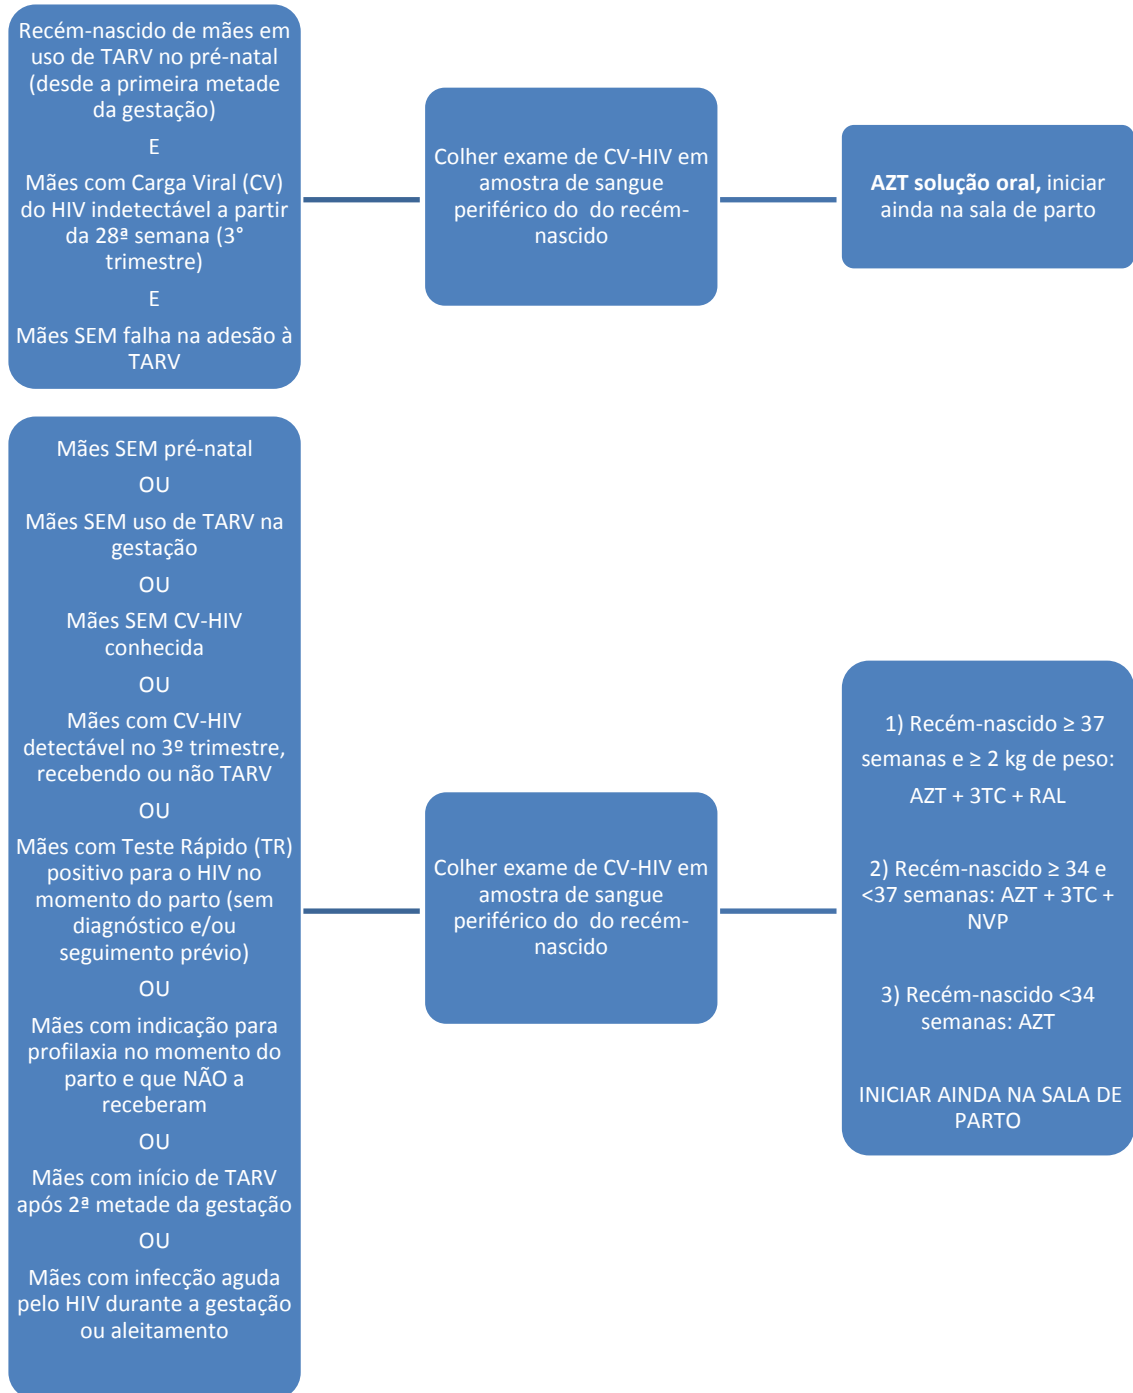 Recém-nascido de mães em
uso de TARV no pré-natal
(desde a primeira metade
da gestação)
E
Mães com Carga Viral (CV)
do HIV indetectável a partir
da 28ª semana (3°
trimestre)
E
Mães SEM falha na adesão à
TARV
Colher exame de CV-HIV em
amostra de sangue
periférico do  do recém-
nascido
AZT solução oral, iniciar
ainda na sala de parto
Mães SEM pré-natal
OU
Mães SEM uso de TARV na
gestação
OU
Mães SEM CV-HIV
conhecida
OU
Mães com CV-HIV
detectável no 3º trimestre,
recebendo ou não TARV
OU
Mães com Teste Rápido (TR)
positivo para o HIV no
momento do parto (sem
diagnóstico e/ou
seguimento prévio)
OU
Mães com indicação para
profilaxia no momento do
parto e que NÃO a
receberam
OU
Mães com início de TARV
após 2ª metade da gestação
OU
Mães com infecção aguda
pelo HIV durante a gestação
ou aleitamento
Colher exame de CV-HIV em
amostra de sangue
periférico do  do recém-
nascido
1) Recém-nascido ≥ 37
semanas e ≥ 2 kg de peso:
AZT + 3TC + RAL
2) Recém-nascido ≥ 34 e
<37 semanas: AZT + 3TC +
NVP
3) Recém-nascido <34
semanas: AZT
INICIAR AINDA NA SALA DE
PARTO